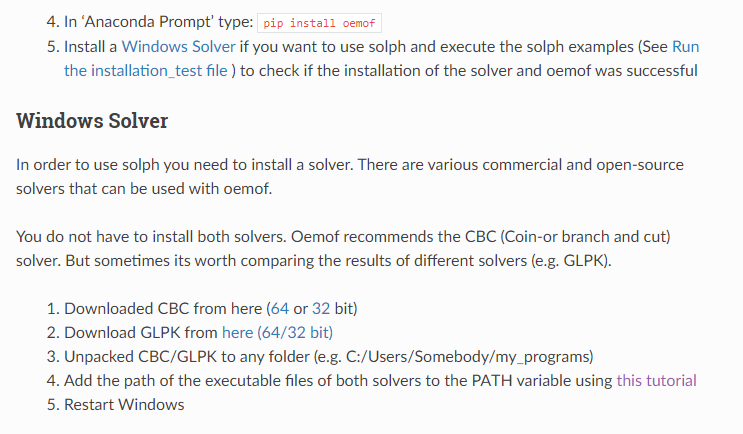 4. In ‘Anaconda Prompt’ type: pip install oemof
5. Install a Windows Solver if you want to use solph and execute the solph examples (See Run
the installation_test file ) to check if the installation of the solver and oemof was successful
Windows Solver
In order to use solph you need to install a solver. There are various commercial and open-source
solvers that can be used with oemof.
You do not have to install both solvers. Oemof recommends the CBC (Coin-or branch and cut)
solver. But sometimes its worth comparing the results of different solvers (e.g. GLPK).
1. Downloaded CBC from here (64 or 32 bit)
2. Download GLPK from here (64/32 bit)
3. Unpacked CBC/GLPK to any folder (e.g. C:/Users/Somebody/my_programs)
4. Add the path of the executable files of both solvers to the PATH variable using this tutorial
5. Restart Windows